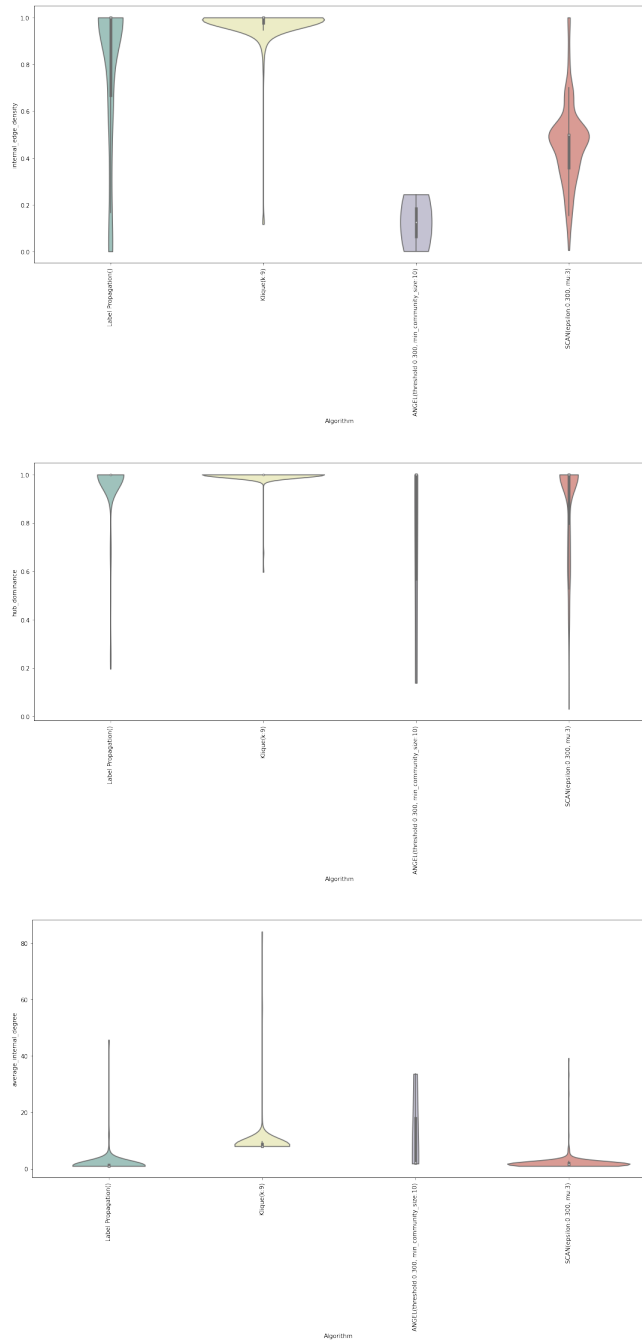 1.0
0.8
0.6
0.4
0.2
0.0
internal_edge_density
Label Propagation()
Klique(k 9)
ANGEL(threshold 0.300, min_community_size 10)
SCAN(epsilon 0.300, mu 3)
Algorithm
1.0
0.8
0.6
0.4
0.2
0.0
hub_dominance
Label Propagation()
Klique(k 9)
ANGEL(threshold 0.300, min_community_size 10)
SCAN(epsilon 0.300, mu 3)
Algorithm
80
60
40
20
0
average_internal_degree
Label Propagation()
Klique(k 9)
ANGEL(threshold 0.300, min_community_size 10)
SCAN(epsilon 0.300, mu 3)
Algorithm